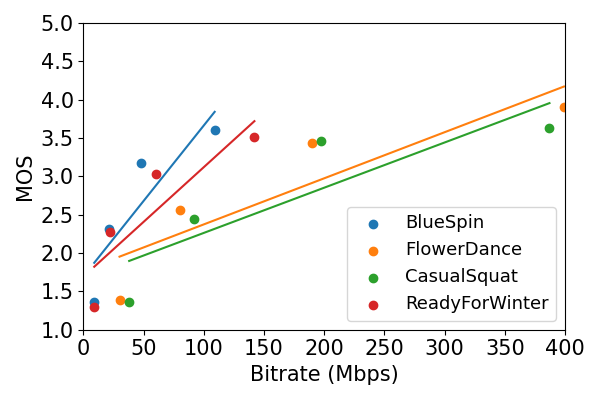 5.0
4.5
4.0
3.5
3.0
2.5
2.0
1.5
1.0
MOS
BlueSpin
FlowerDance
CasualSquat
ReadyForWinter
0 50 100 150 200 250 300 350 400
Bitrate (Mbps)